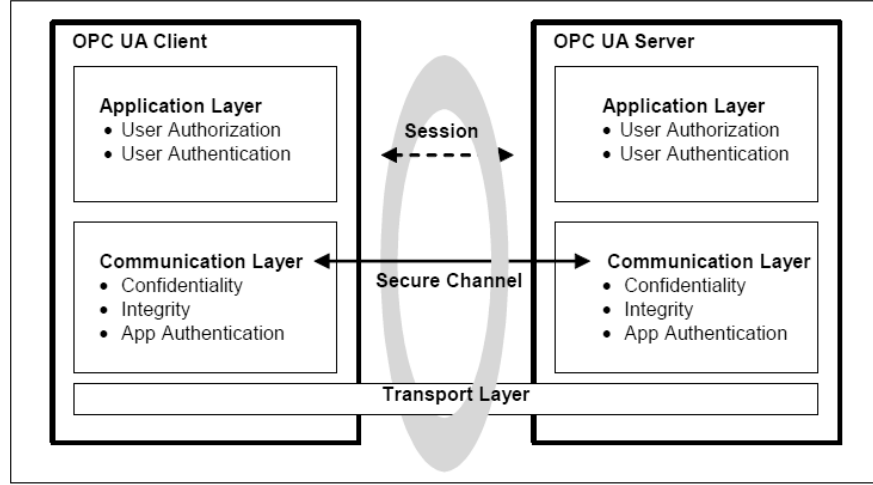 OPC UA Client
Application Layer
• User Authorization
• User Authentication
Communication Layer
• Confidentiality
• Integrity
• App Authentication
Session
Secure Channel
Transport Layer
OPC UA Server
Application Layer
• User Authorization
• User Authentication
Communication Layer
• Confidentiality
• Integrity
• App Authentication